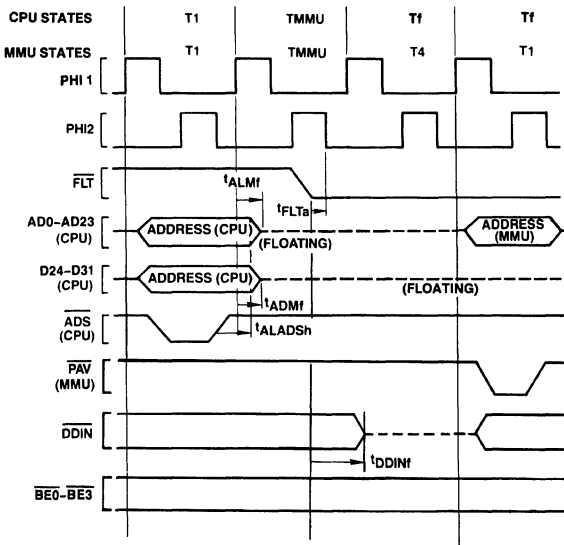 CPU STATES T1 TMMU Tf Tf
MMU STATES T1 TMMU T4 T1
PHI 1
PHI2
FLT
tALMf
tFLTa
AD0–AD23
(CPU)
ADDRESS (CPU)
(FLOATING)
ADDRESS
(MMU)
D24–D31
(CPU)
ADDRESS (CPU)
(FLOATING)
tADMf
ADS
(CPU)
tALADSh
PAV
(MMU)
DDIN
tDDINf
BE0–BE3